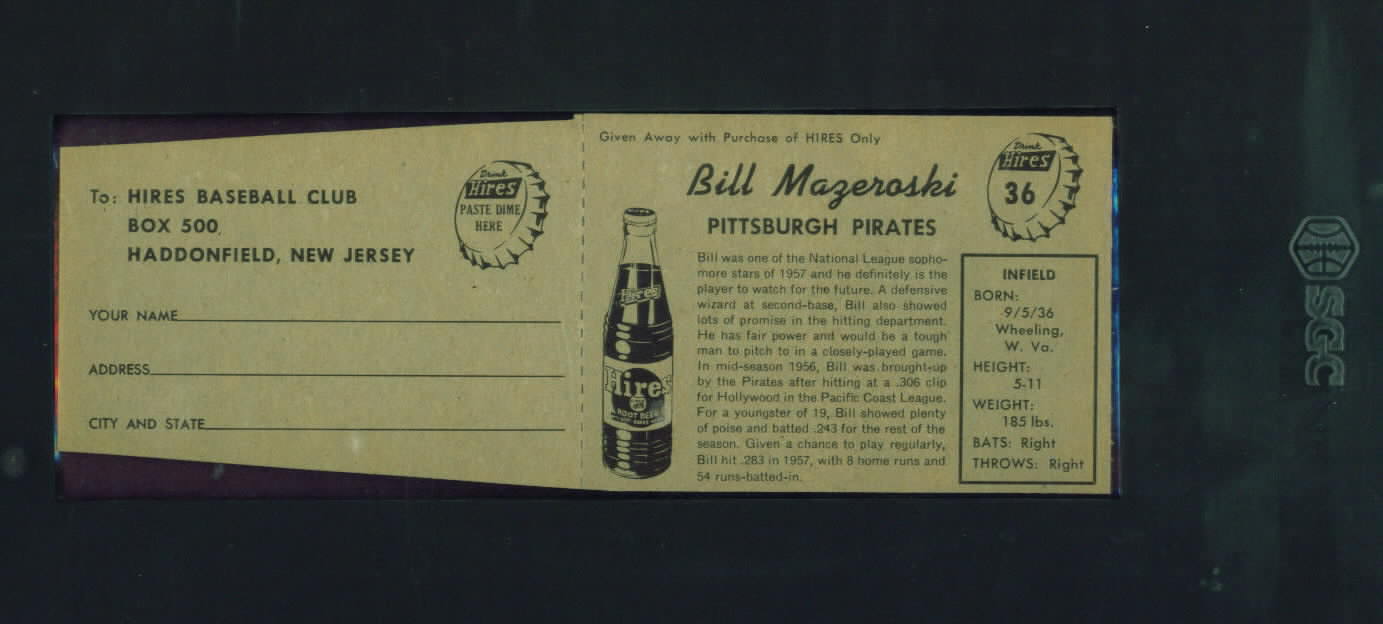 To: HIRES BASEBALL CLUB
BOX 500,
HADDONFIELD, NEW JERSEY
Drink
Hires
PASTE DIME
HERE
YOUR NAME
ADDRESS
CITY AND STATE
Given Away with Purchase of HIRES Only
Bill Mazeroski
PITTSBURGH PIRATES
Drink
Hires
36
Hires
Hires
ROOT BEER
Bill was one of the National League sopho-
more stars of 1957 and he definitely is the
player to watch for the future. A defensive
wizard at second-base, Bill also showed
lots of promise in the hitting department.
He has fair power and would be a tough
man to pitch to in a closely-played game.
In mid-season 1956, Bill was brought-up
by the Pirates after hitting at a .306 clip
for Hollywood in the Pacific Coast League.
For a youngster of 19, Bill showed plenty
of poise and batted .243 for the rest of the
season. Given a chance to play regularly,
Bill hit .283 in 1957, with 8 home runs and
54 runs-batted-in.
INFIELD
BORN:
9/5/36
Wheeling,
W. Va.
HEIGHT:
5-11
WEIGHT:
185 lbs.
BATS: Right
THROWS: Right
SGC